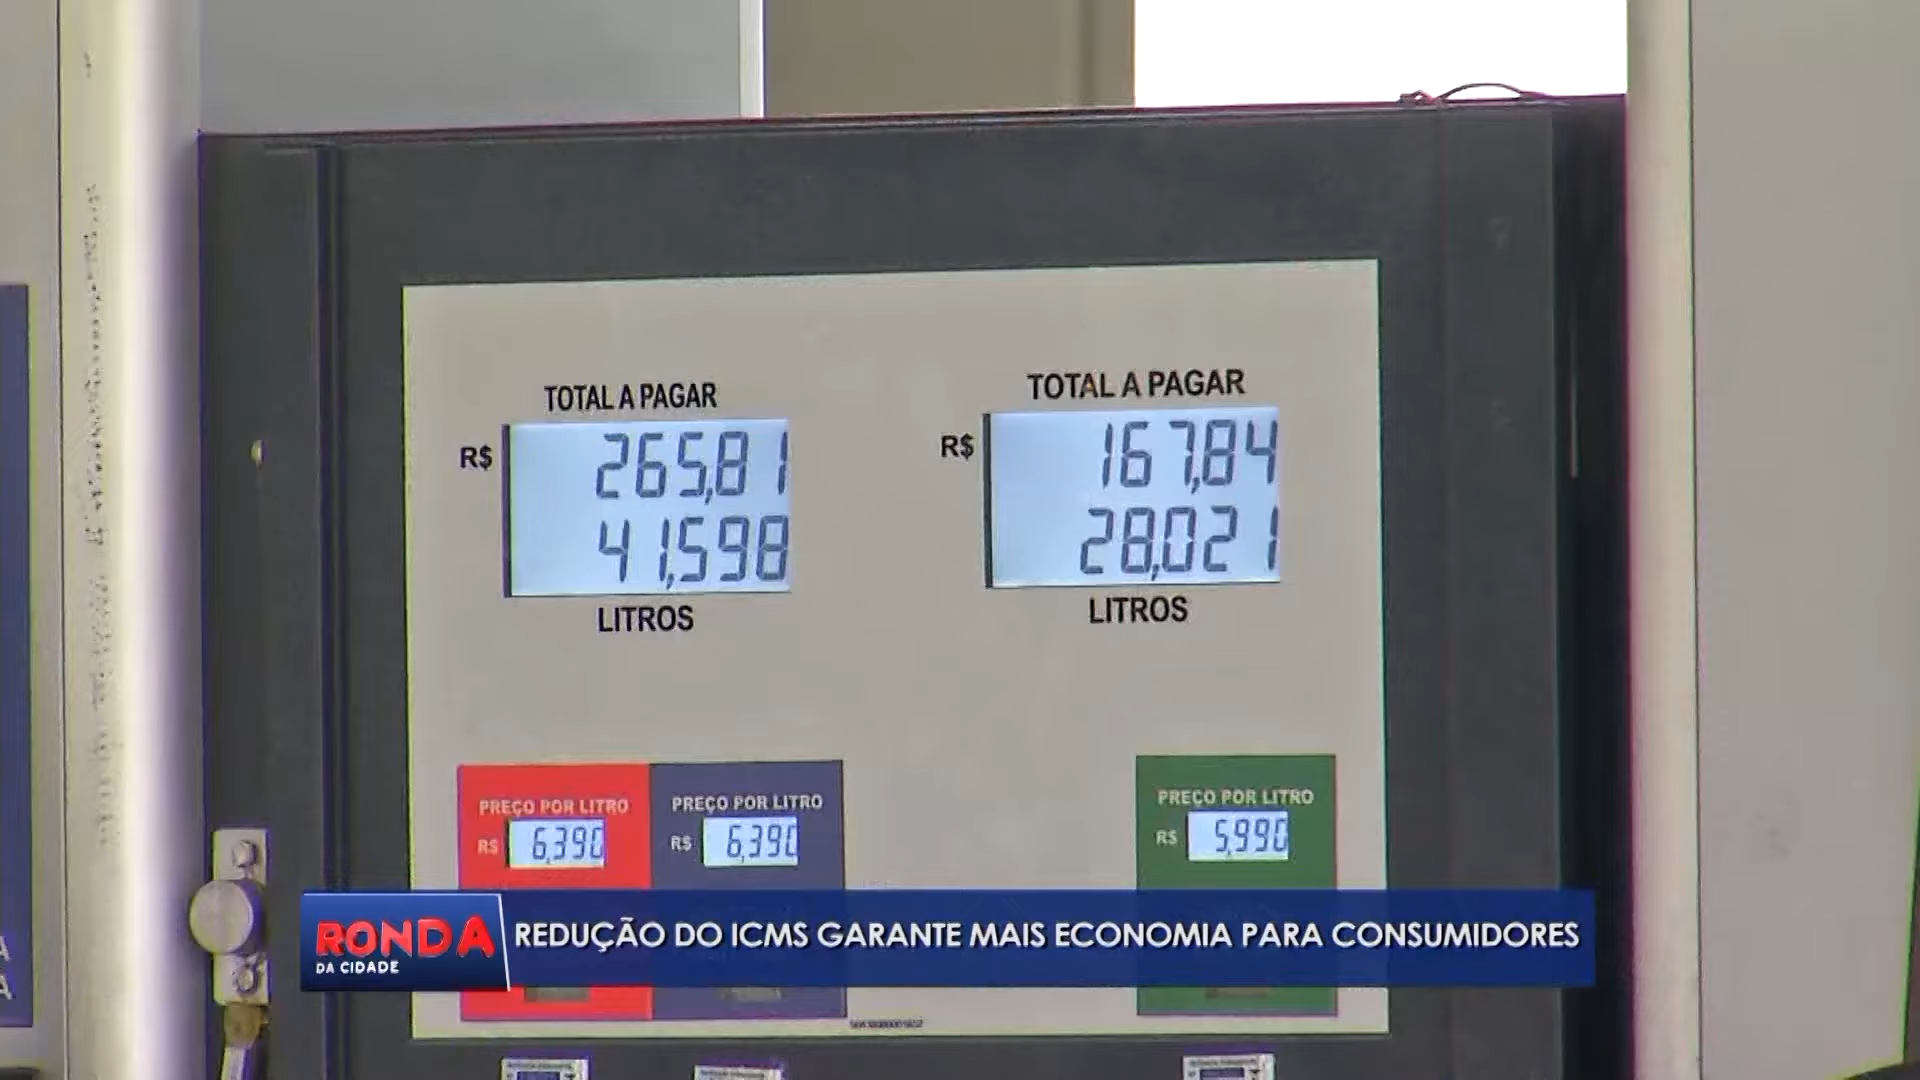 TOTAL A PAGAR
R$ 265,81
41,598
LITROS
TOTAL A PAGAR
R$ 167,84
28,021
LITROS
PREÇO POR LITRO
R$ 6,390
PREÇO POR LITRO
R$ 6,390
PREÇO POR LITRO
R$ 5,990
RONDA
DA CIDADE
REDUÇÃO DO ICMS GARANTE MAIS ECONOMIA PARA CONSUMIDORES